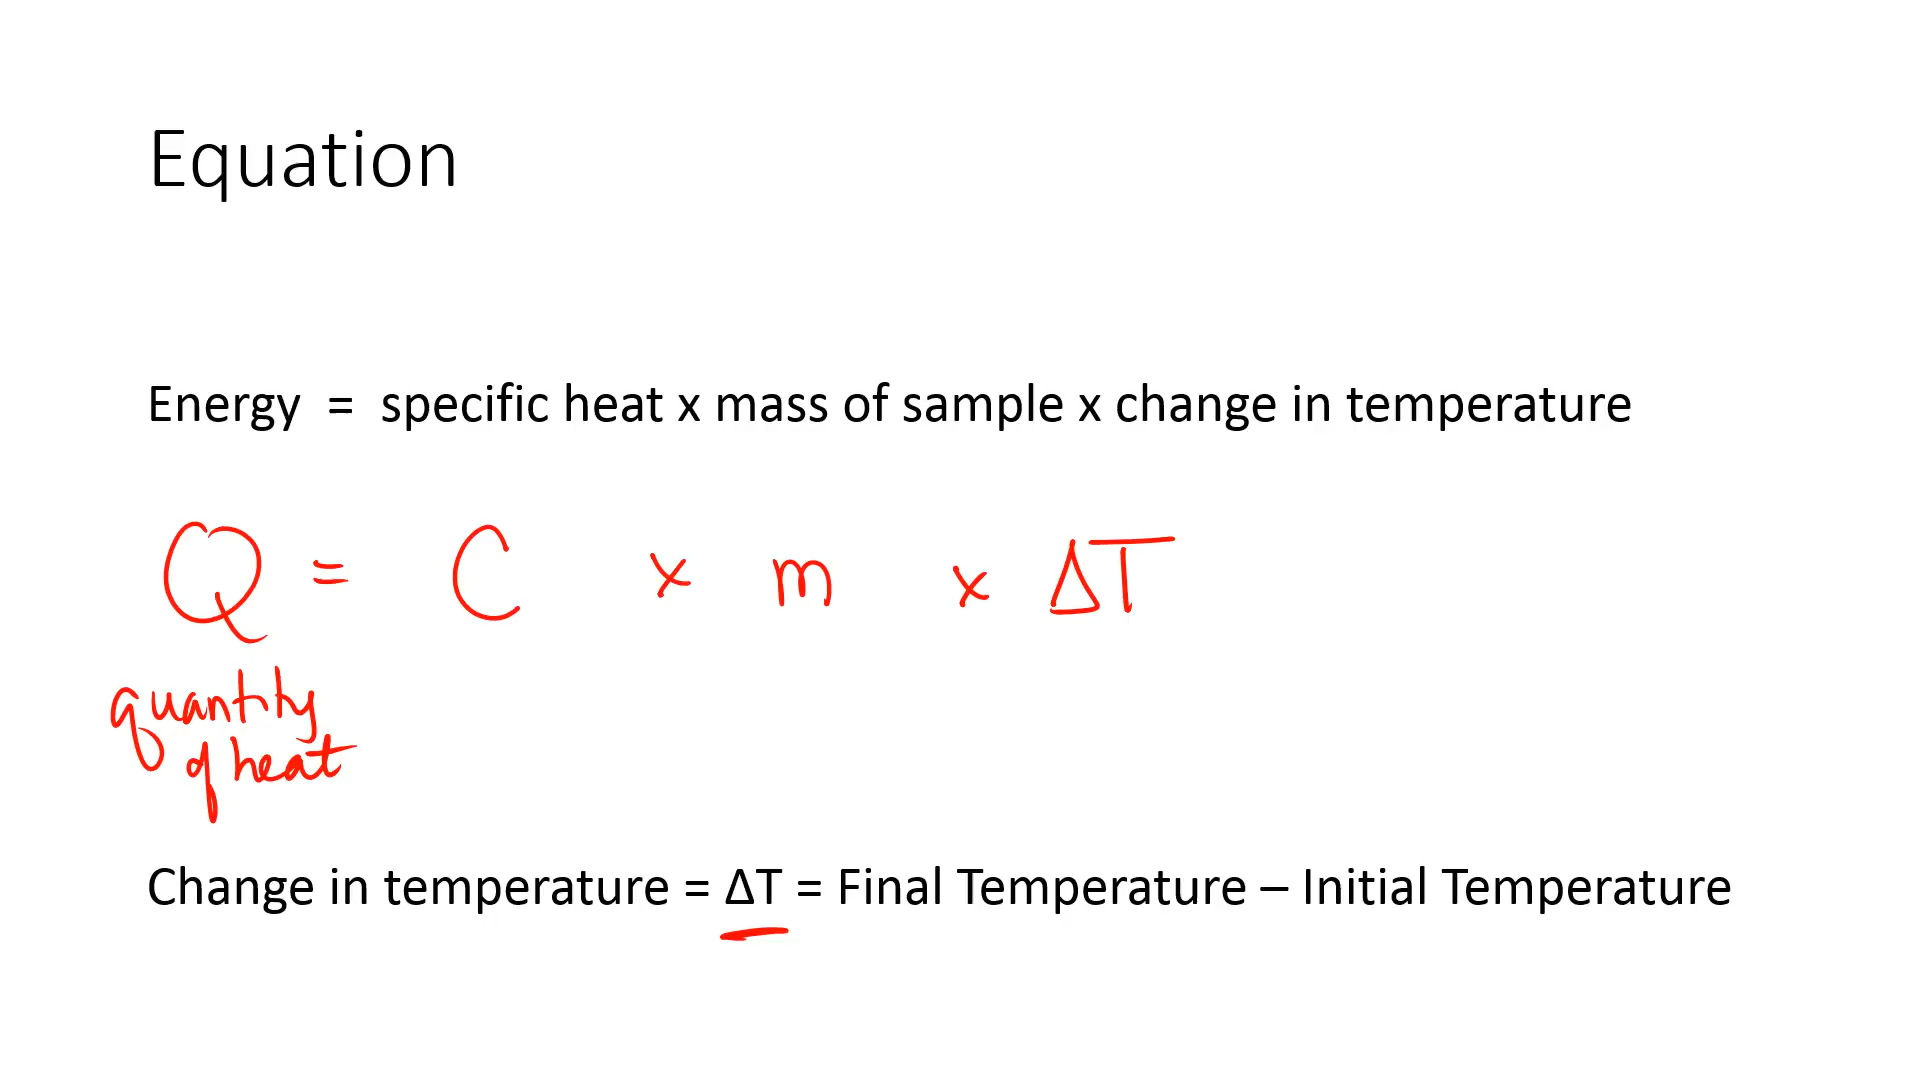 Equation
Energy = specific heat x mass of sample x change in temperature
Q = C x m x ΔT
quantity
of heat
Change in temperature = ΔT = Final Temperature – Initial Temperature